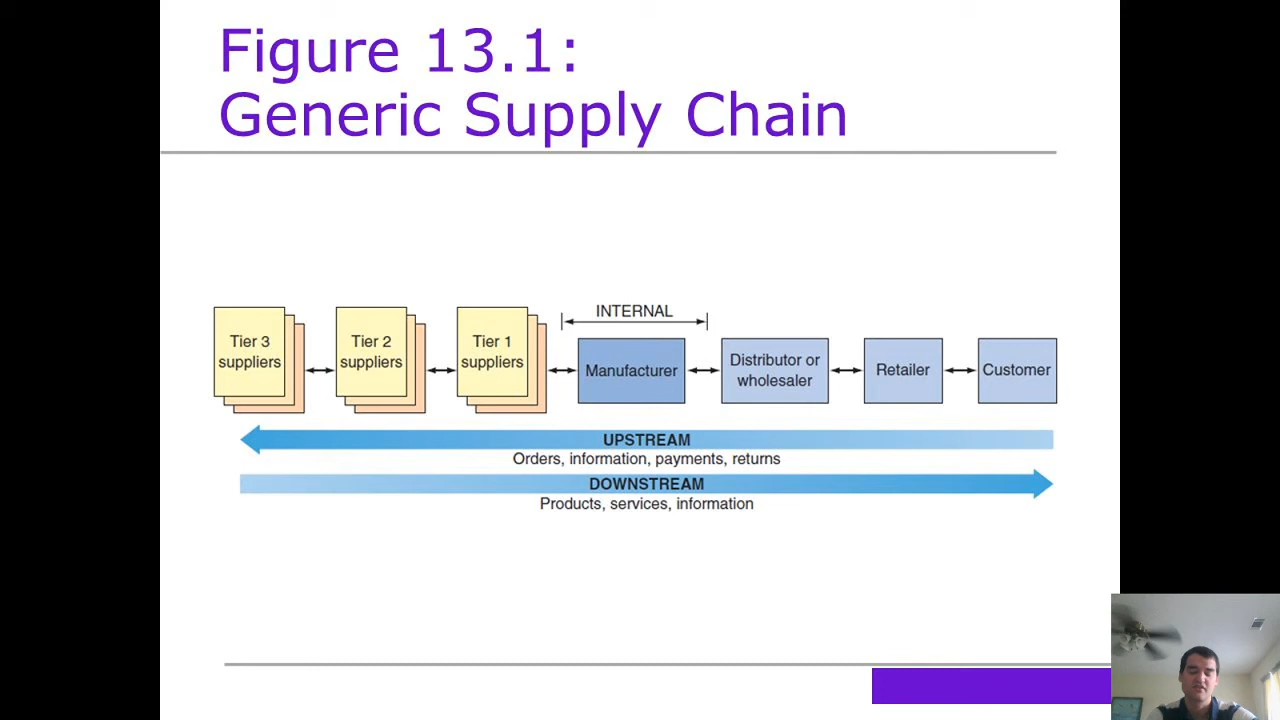 Figure 13.1:
Generic Supply Chain
INTERNAL
Tier 3
suppliers
Tier 2
suppliers
Tier 1
suppliers
Manufacturer
Distributor or
wholesaler
Retailer
Customer
UPSTREAM
Orders, information, payments, returns
DOWNSTREAM
Products, services, information